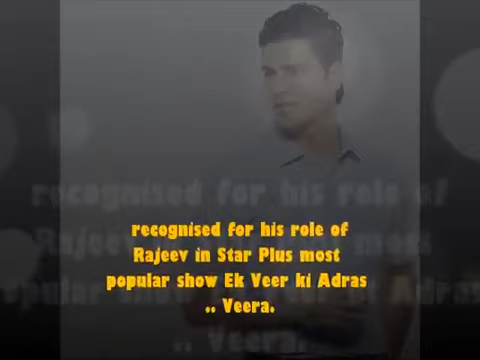 recognised for his role of
Rajeev in Star Plus most
popular show Ek Veer ki Adras
.. Veera.